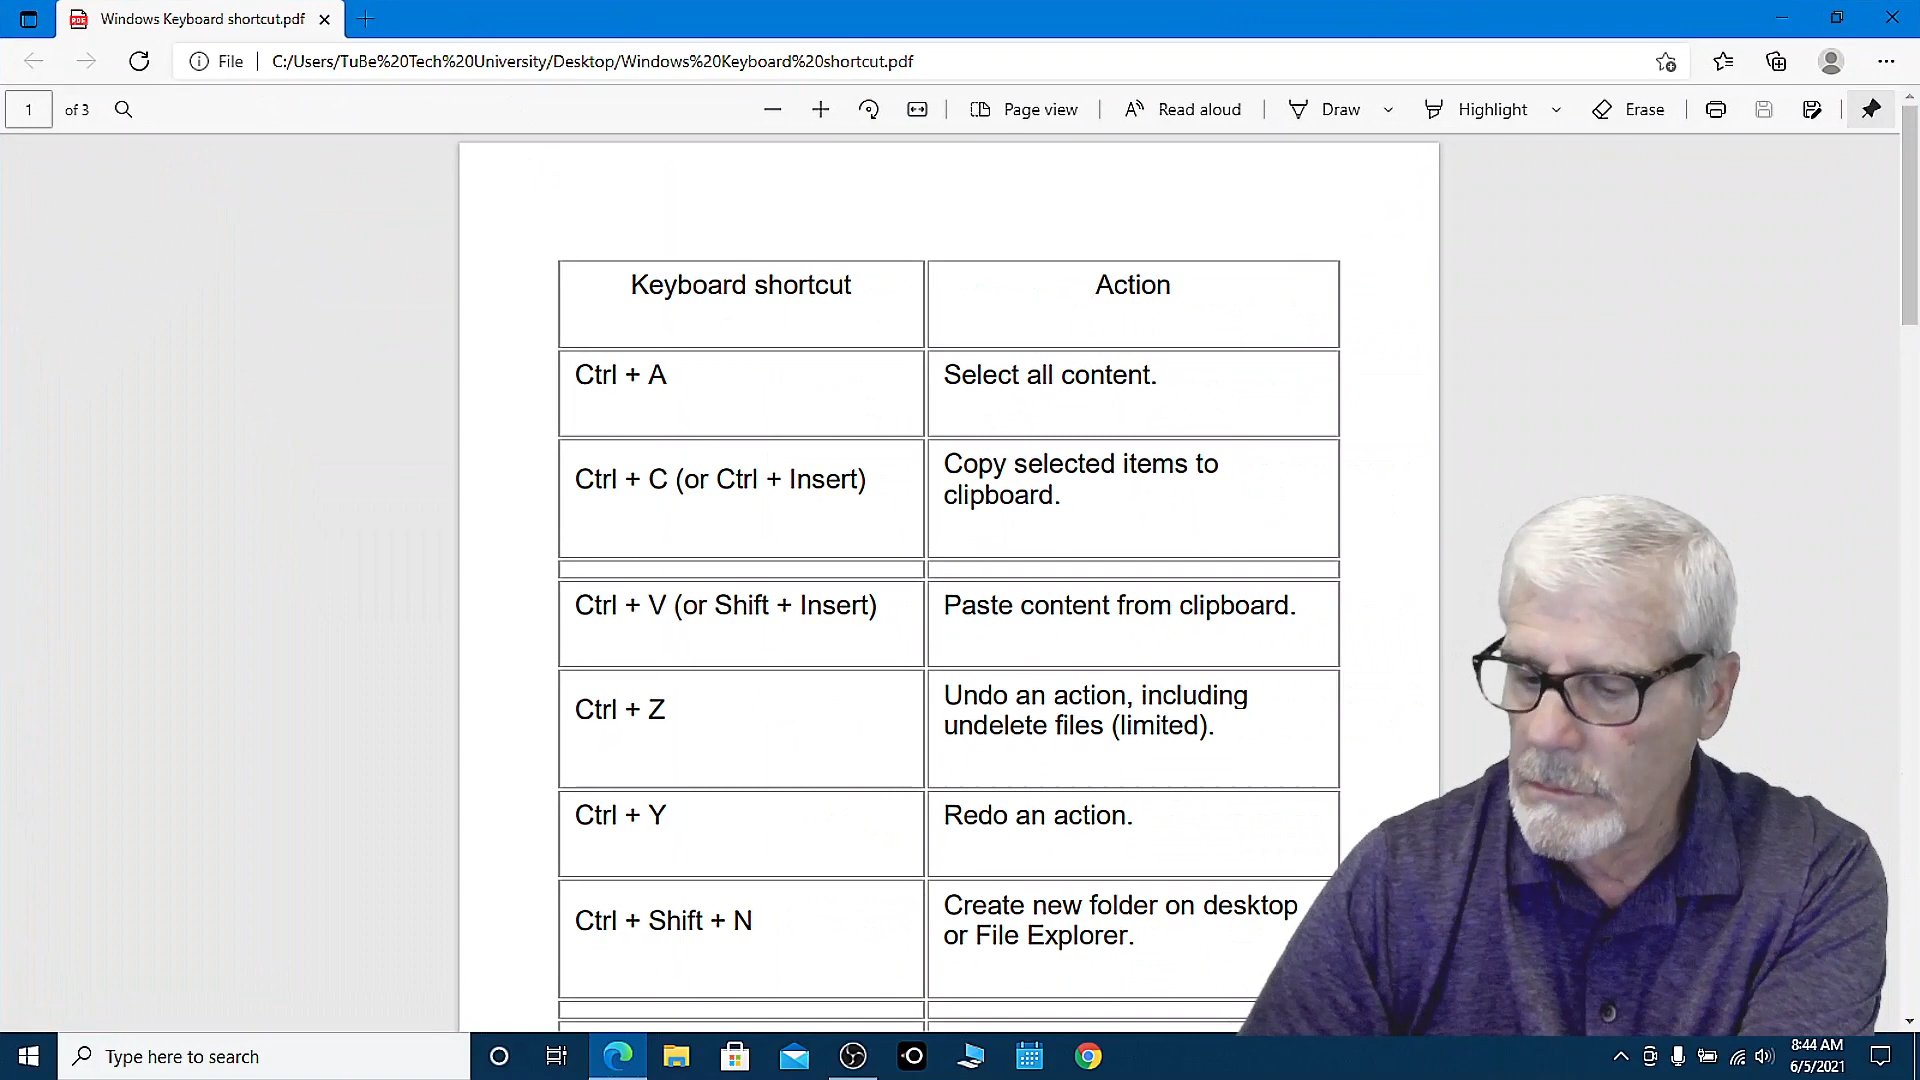 Windows Keyboard shortcut.pdf
File
C:/Users/TuBe%20Tech%20University/Desktop/Windows%20Keyboard%20shortcut.pdf
1 of 3
Page view
Read aloud
Draw
Highlight
Erase
Keyboard shortcut
Action
Ctrl + A
Select all content.
Ctrl + C (or Ctrl + Insert)
Copy selected items to
clipboard.
Ctrl + V (or Shift + Insert)
Paste content from clipboard.
Ctrl + Z
Undo an action, including
undelete files (limited).
Ctrl + Y
Redo an action.
Ctrl + Shift + N
Create new folder on desktop
or File Explorer.
Type here to search
8:44 AM
6/5/2021